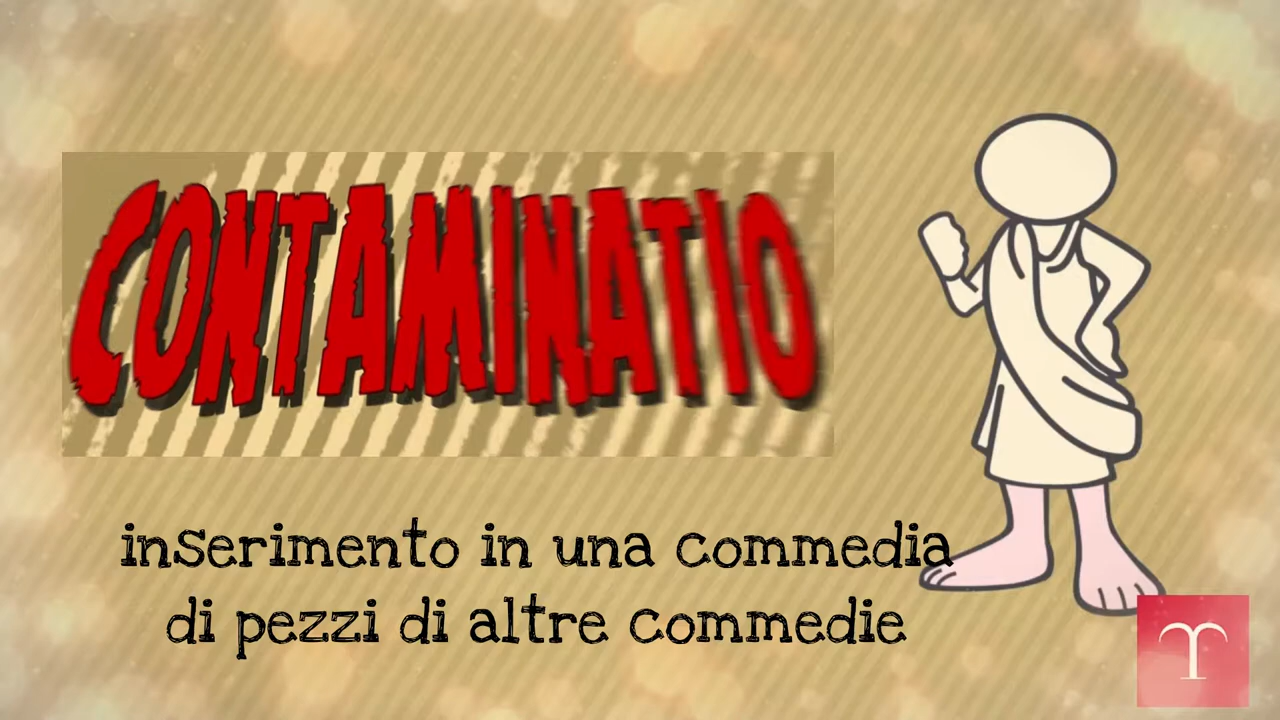 CONTAMINATIO
inserimento in una commedia
di pezzi di altre commedie